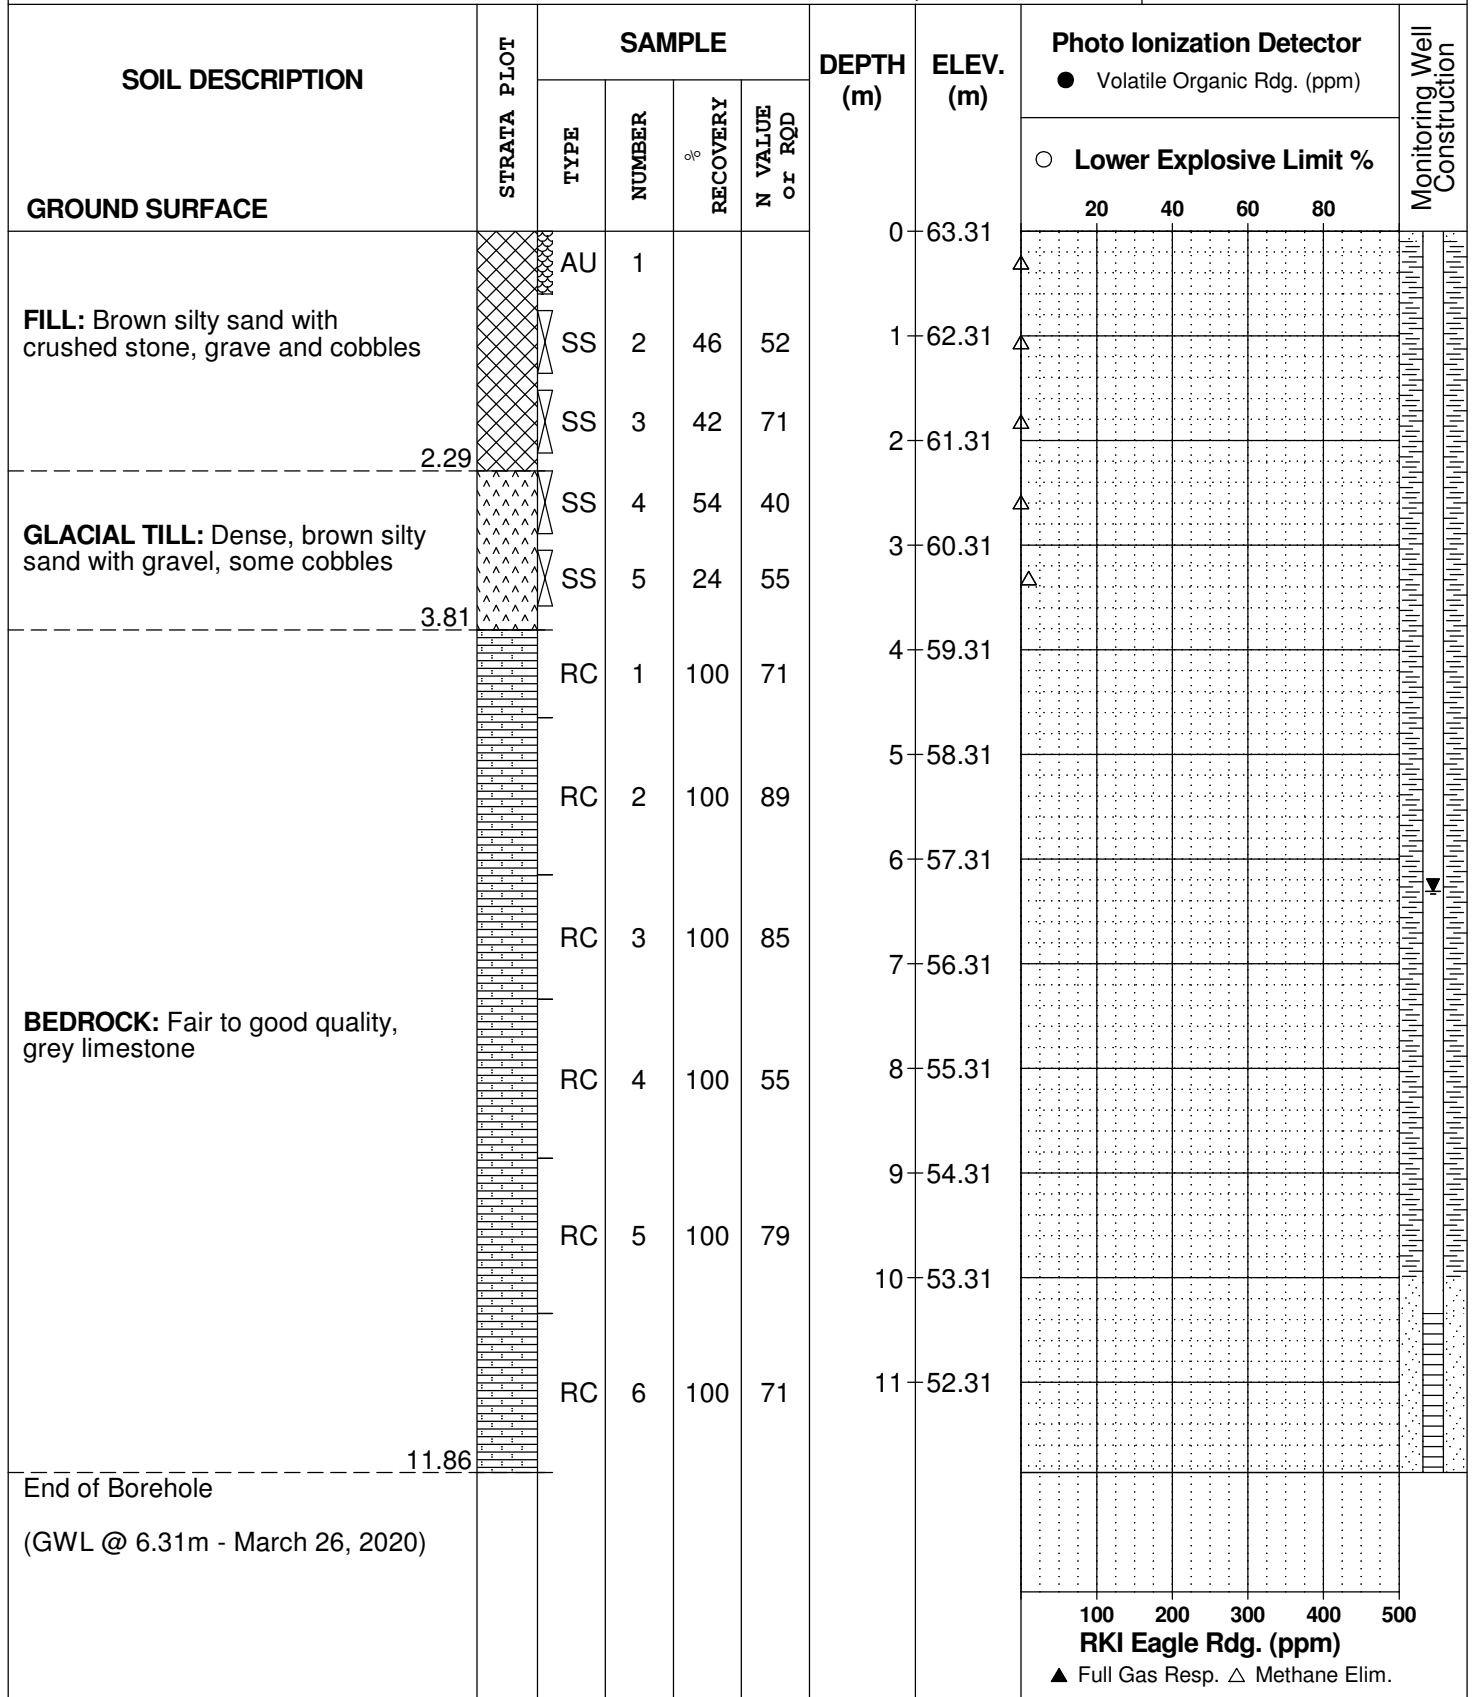 SOIL DESCRIPTION
GROUND SURFACE
STRATA PLOT
SAMPLE
TYPE
NUMBER
%
RECOVERY
N VALUE
or RQD
DEPTH
(m)
ELEV.
(m)
Photo Ionization Detector
● Volatile Organic Rdg. (ppm)
○ Lower Explosive Limit %
20 40 60 80
Monitoring Well
Construction
0 63.31
AU 1
FILL: Brown silty sand with
crushed stone, grave and cobbles
1 62.31
SS 2 46 52
SS 3 42 71
2 61.31
2.29
SS 4 54 40
GLACIAL TILL: Dense, brown silty
sand with gravel, some cobbles
3 60.31
SS 5 24 55
3.81
4 59.31
RC 1 100 71
5 58.31
RC 2 100 89
6 57.31
RC 3 100 85
7 56.31
BEDROCK: Fair to good quality,
grey limestone
8 55.31
RC 4 100 55
9 54.31
RC 5 100 79
10 53.31
11 52.31
RC 6 100 71
11.86
End of Borehole
(GWL @ 6.31m - March 26, 2020)
100 200 300 400 500
RKI Eagle Rdg. (ppm)
▲ Full Gas Resp. △ Methane Elim.